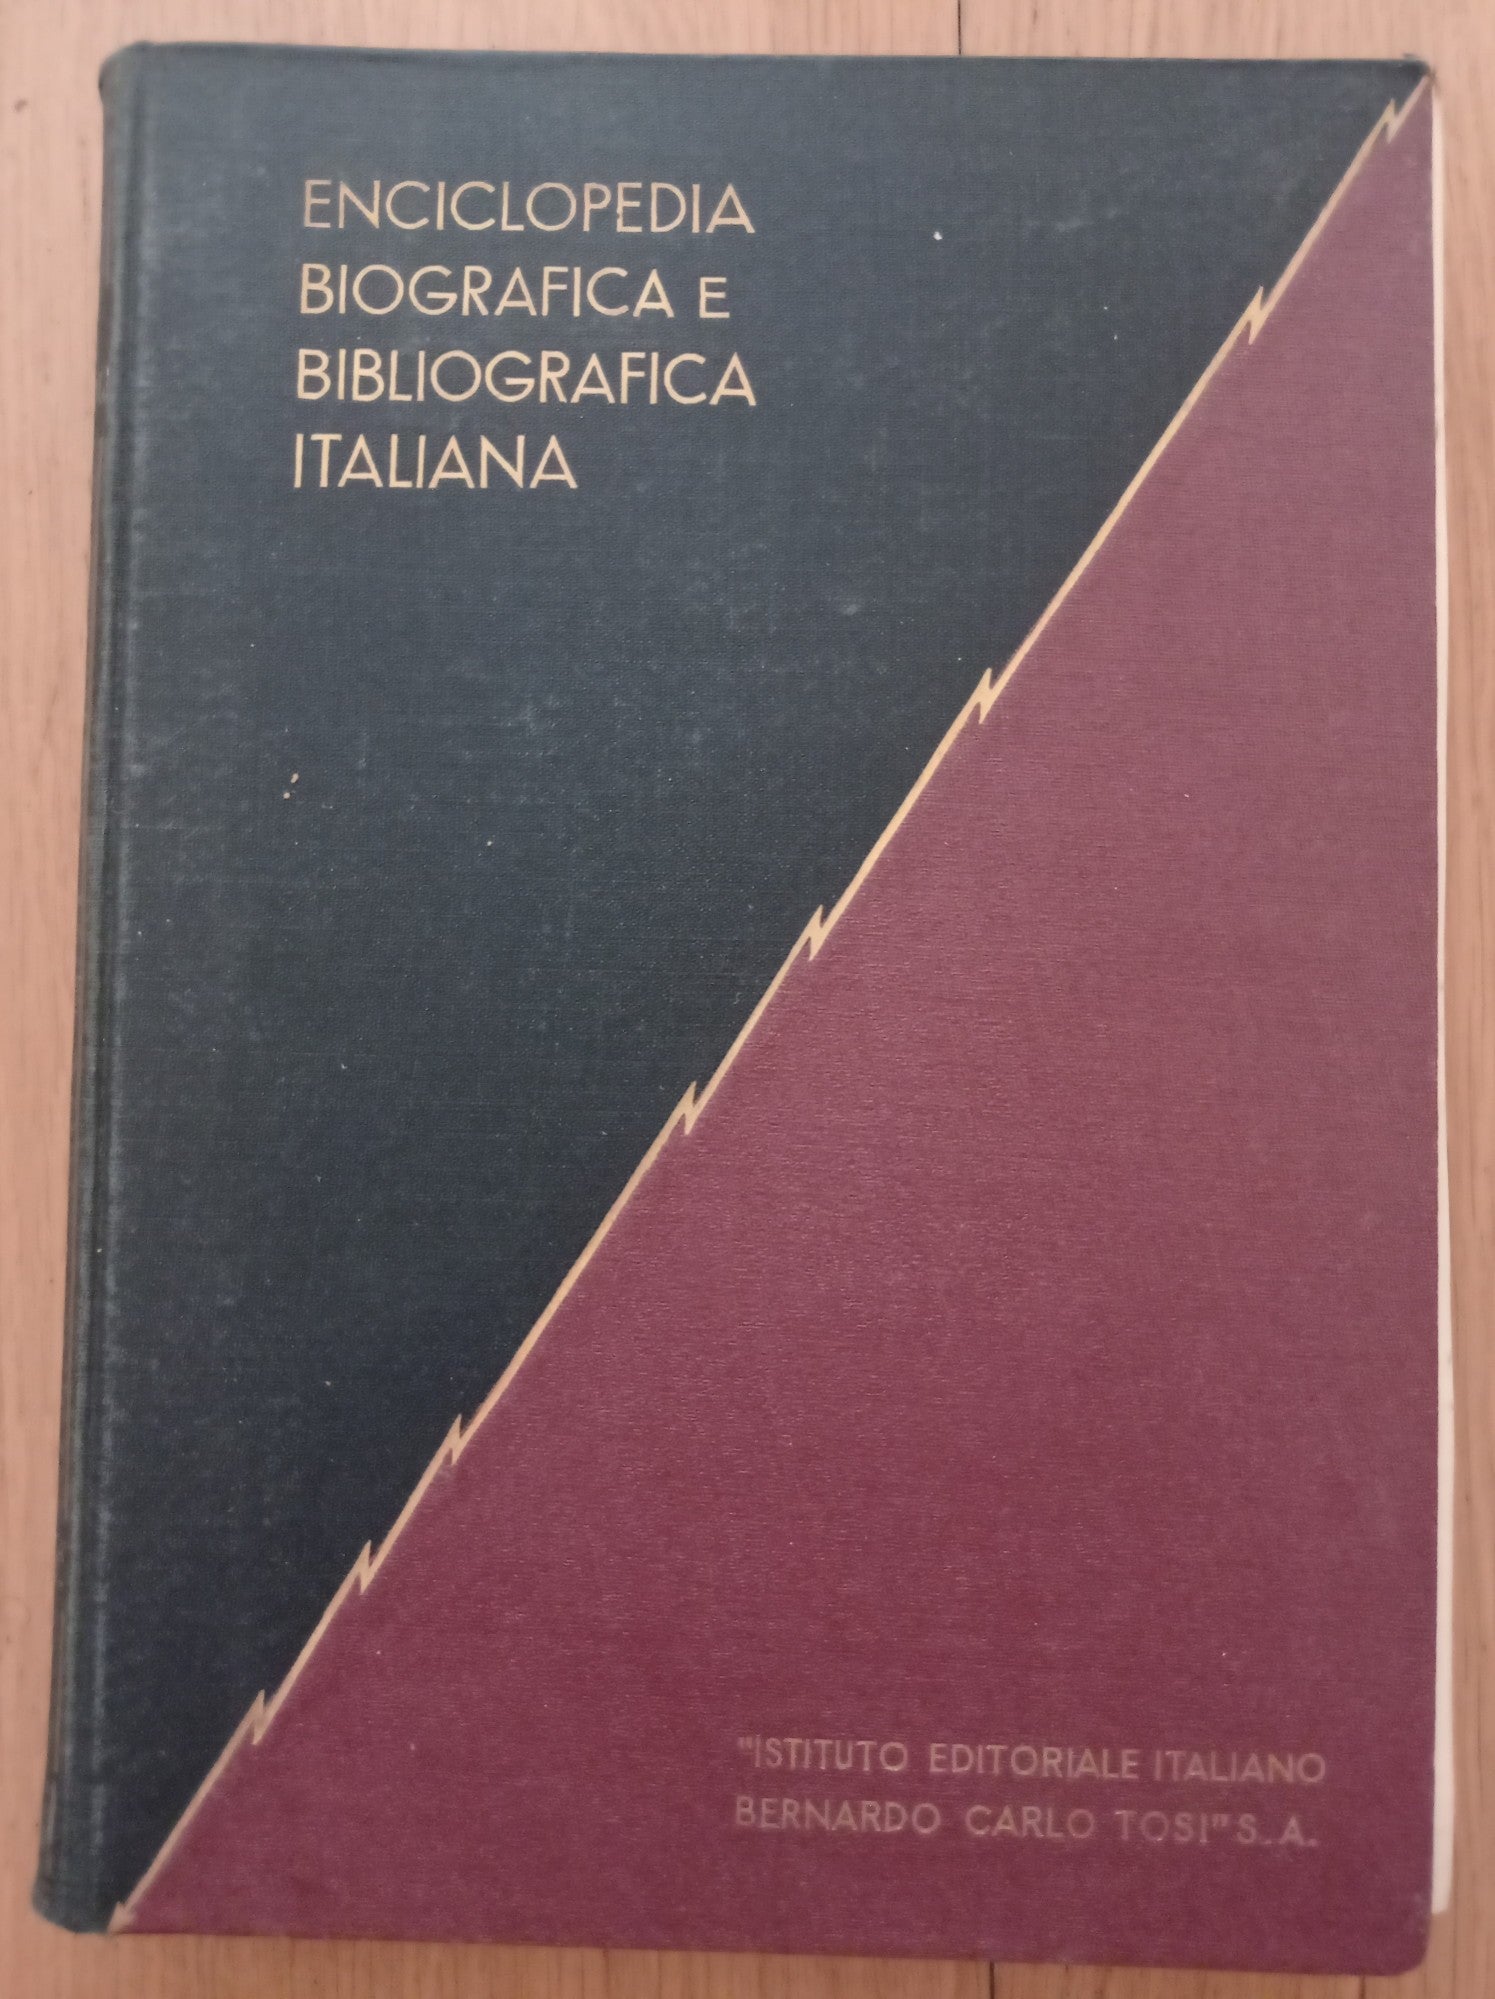 ENCICLOPEDIA
BIOGRAFICA E
BIBLIOGRAFICA
ITALIANA
"ISTITUTO EDITORIALE ITALIANO
BERNARDO CARLO TOSI" S. A.